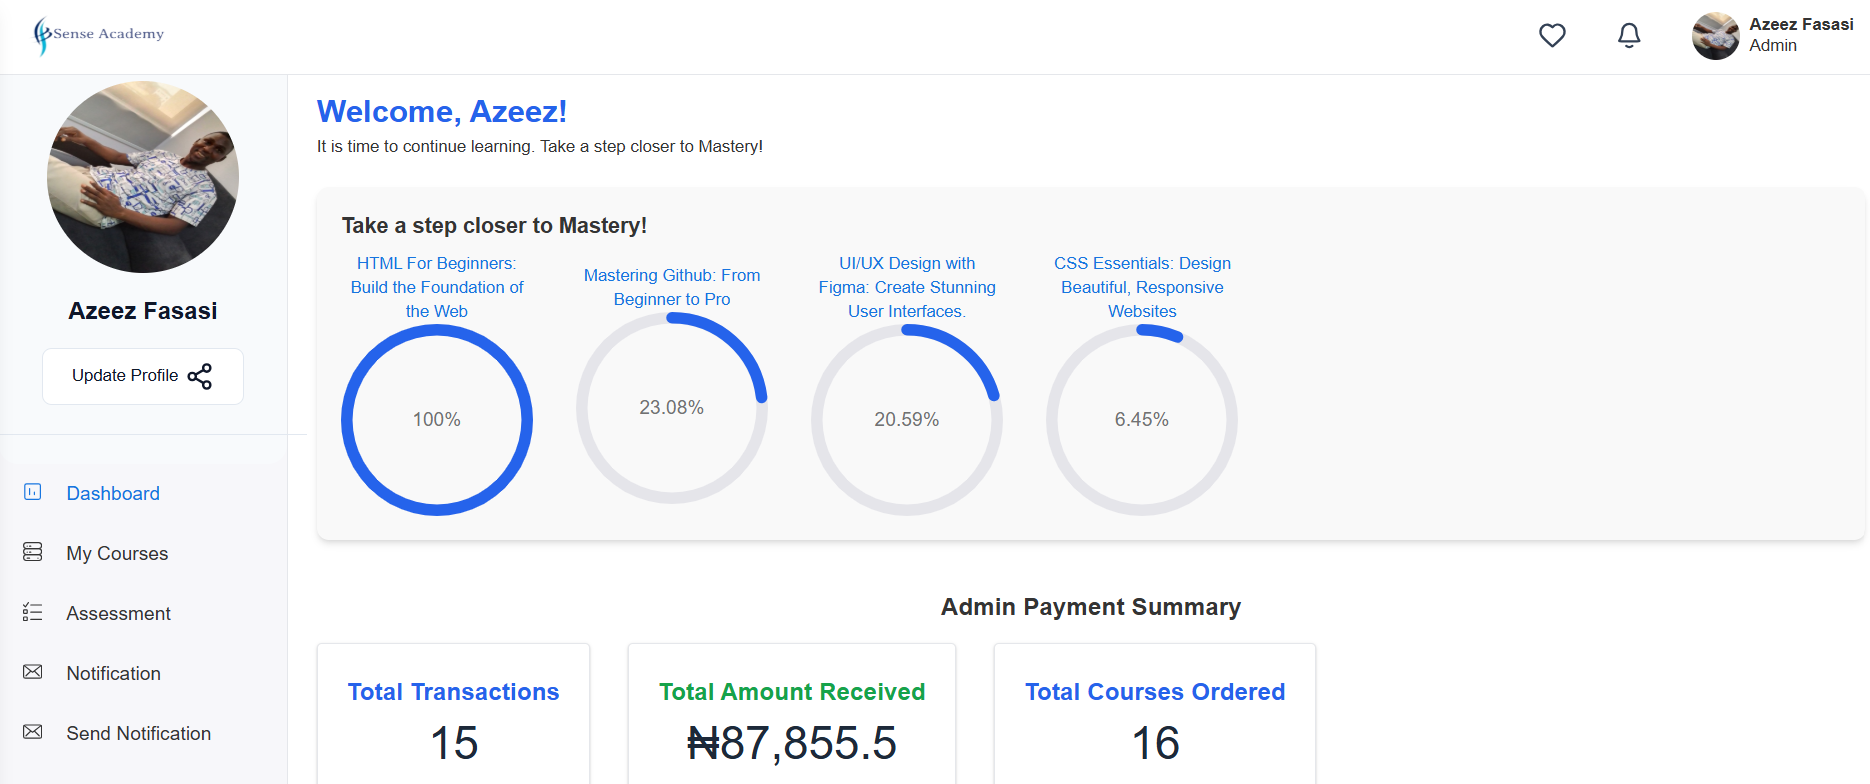 Sense Academy
Azeez Fasasi
Admin
Azeez Fasasi
Update Profile
Dashboard
My Courses
Assessment
Notification
Send Notification
Welcome, Azeez!
It is time to continue learning. Take a step closer to Mastery!
Take a step closer to Mastery!
HTML For Beginners:
Build the Foundation of
the Web
100%
Mastering Github: From
Beginner to Pro
23.08%
UI/UX Design with
Figma: Create Stunning
User Interfaces.
20.59%
CSS Essentials: Design
Beautiful, Responsive
Websites
6.45%
Admin Payment Summary
Total Transactions
15
Total Amount Received
₦87,855.5
Total Courses Ordered
16